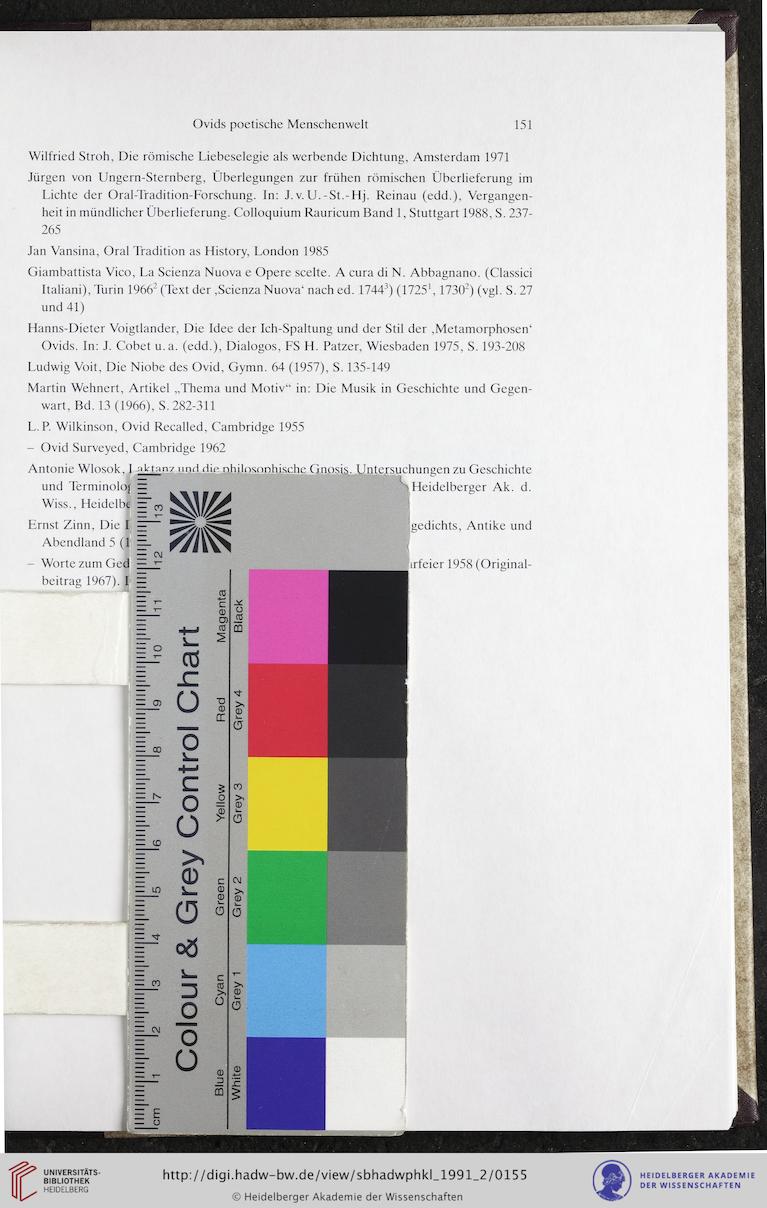 Ovids poetische Menschenwelt 151
Wilfried Stroh, Die römische Liebeselegie als werbende Dichtung, Amsterdam 1971
Jürgen von Ungern-Sternberg, Überlegungen zur frühen römischen Überlieferung im
Lichte der Oral-Tradition-Forschung. In: J. v. U.-St.-Hj. Reinau (edd.), Vergangen-
heit in mündlicher Überlieferung. Colloquium Rauricum Band 1, Stuttgart 1988, S. 237-
265
Jan Vansina, Oral Tradition as History, London 1985
Giambattista Vico, La Scienza Nuova e Opere scelte. A cura di N. Abbagnano. (Classici
Italiani), Turin 1966² (Text der ‚Scienza Nuova‘ nach ed. 1744³) (1725¹, 1730²) (vgl. S. 27
und 41)
Hanns-Dieter Voigtlander, Die Idee der Ich-Spaltung und der Stil der ‚Metamorphosen‘
Ovids. In: J. Cobet u. a. (edd.), Dialogos, FS H. Patzer, Wiesbaden 1975, S. 193-208
Ludwig Voit, Die Niobe des Ovid, Gymn. 64 (1957), S. 135-149
Martin Wehnert, Artikel „Thema und Motiv“ in: Die Musik in Geschichte und Gegen-
wart, Bd. 13 (1966), S. 282-311
L. P. Wilkinson, Ovid Recalled, Cambridge 1955
– Ovid Surveyed, Cambridge 1962
Antonie Wlosok, Laktanz und die philosophische Gnosis. Untersuchungen zu Geschichte
und Heidelberger Ak. d.
Wiss.,
Ernst Zinn, Die gedichts, Antike und
Abendland 5
– Worte zum 1958 (Original-
beitrag 1967).
Colour & Grey Control Chart
Blue Cyan Green Yellow Red Magenta
White Grey 1 Grey 2 Grey 3 Grey 4 Black
cm 1 2 3 4 5 6 7 8 9 10 11 12 13
UNIVERSITÄTS-
BIBLIOTHEK
HEIDELBERG
http://digi.hadw-bw.de/view/sbhadwphkl_1991_2/0155
© Heidelberger Akademie der Wissenschaften
HEIDELBERGER AKADEMIE
DER WISSENSCHAFTEN